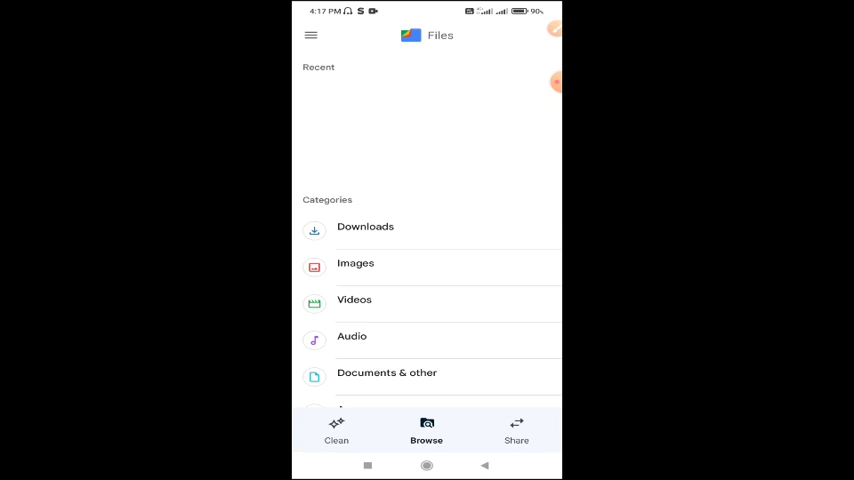 4:17 PM
90%
Files
Recent
Categories
Downloads
Images
Videos
Audio
Documents & other
Clean
Browse
Share